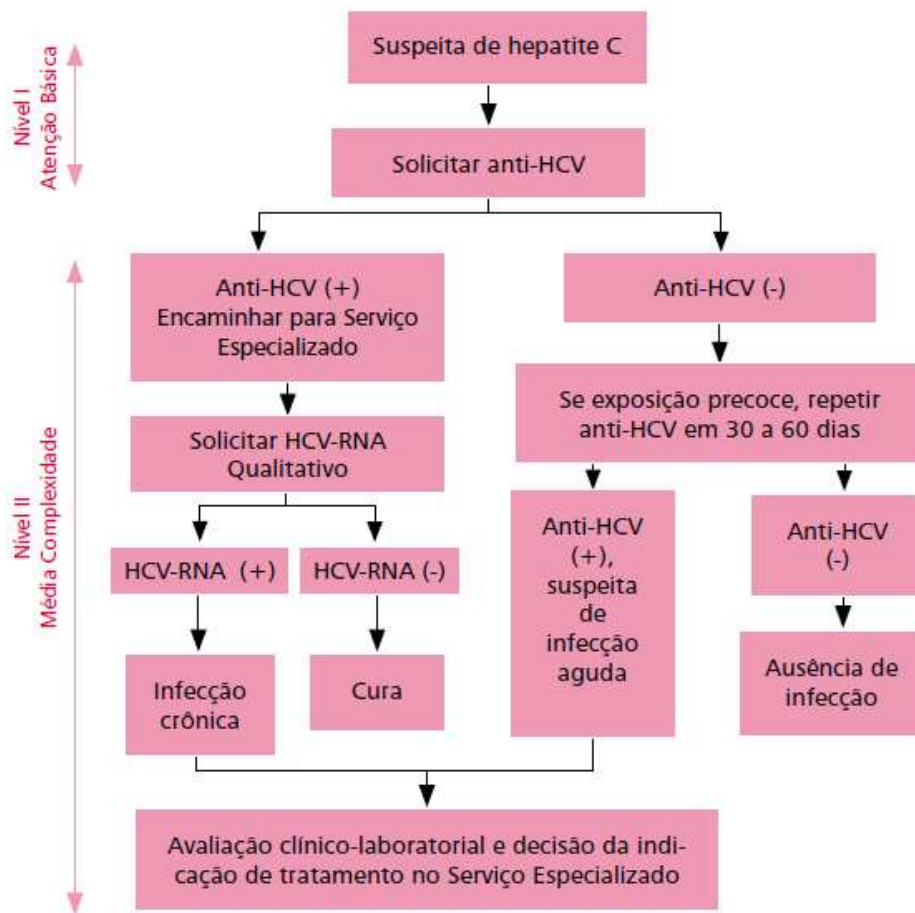 Nível I
Atenção Básica
Suspeita de hepatite C
Solicitar anti-HCV
Nível II
Média Complexidade
Anti-HCV (+)
Encaminhar para Serviço
Especializado
Anti-HCV (-)
Solicitar HCV-RNA
Qualitativo
Se exposição precoce, repetir
anti-HCV em 30 a 60 dias
HCV-RNA (+)
HCV-RNA (-)
Anti-HCV
(+),
suspeita
de
infecção
aguda
Anti-HCV
(-)
Infecção
crônica
Cura
Ausência de
infecção
Avaliação clínico-laboratorial e decisão da indi-
cação de tratamento no Serviço Especializado